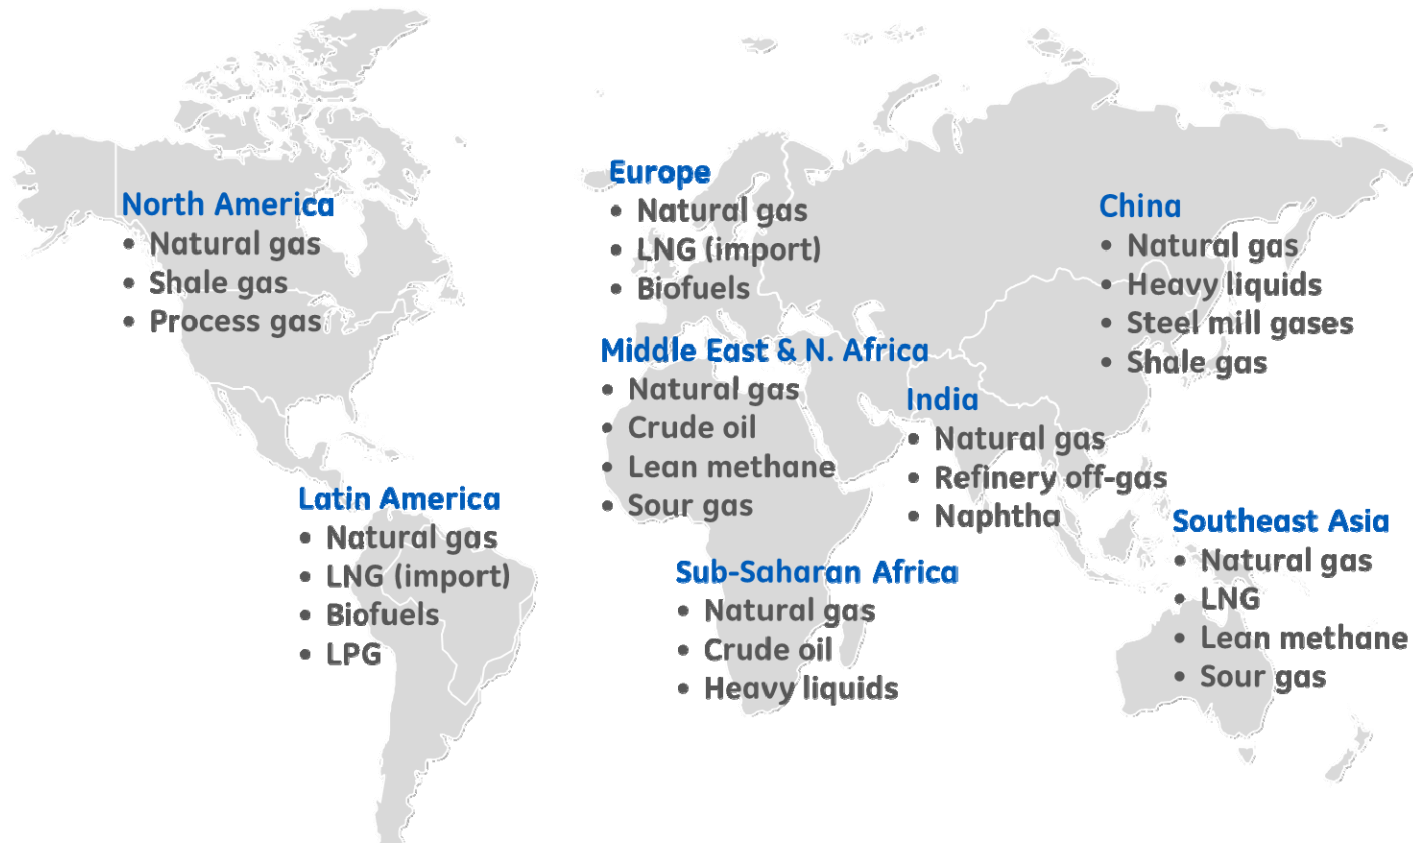 North America
• Natural gas
• Shale gas
• Process gas
Latin America
• Natural gas
• LNG (import)
• Biofuels
• LPG
Europe
• Natural gas
• LNG (import)
• Biofuels
Middle East & N. Africa
• Natural gas
• Crude oil
• Lean methane
• Sour gas
Sub-Saharan Africa
• Natural gas
• Crude oil
• Heavy liquids
India
• Natural gas
• Refinery off-gas
• Naphtha
China
• Natural gas
• Heavy liquids
• Steel mill gases
• Shale gas
Southeast Asia
• Natural gas
• LNG
• Lean methane
• Sour gas